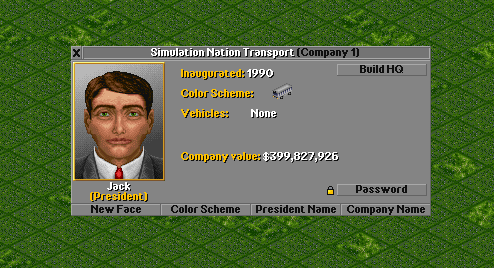 X Simulation Nation Transport (Company 1)
Inaugurated: 1990
Build HQ
Color Scheme:
Vehicles: None
Company value: $399,827,926
Jack
(President)
Password
New Face Color Scheme President Name Company Name